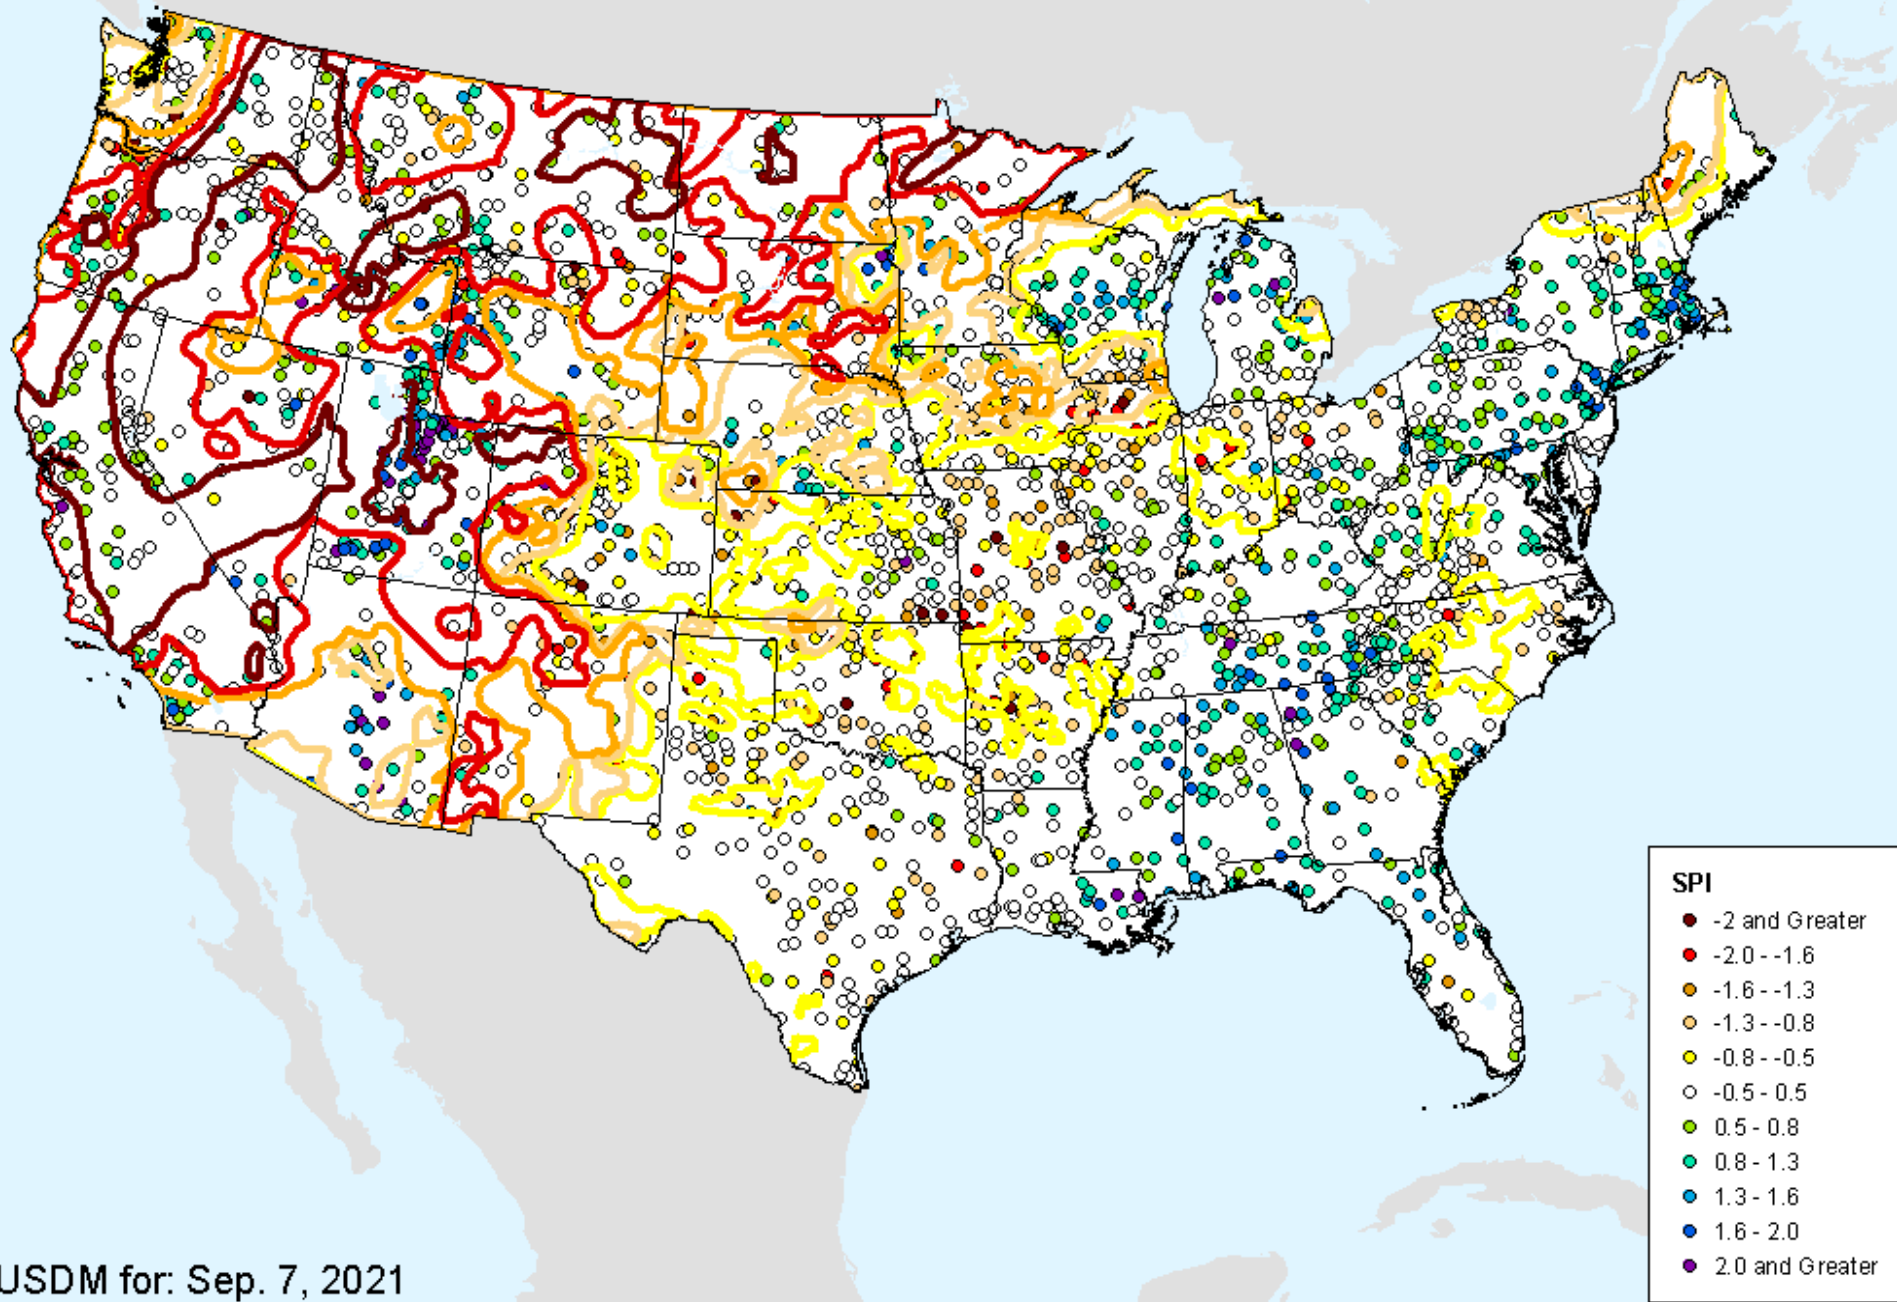 SPI
-2 and Greater
-2.0 - -1.6
-1.6 - -1.3
-1.3 - -0.8
-0.8 - -0.5
-0.5 - 0.5
0.5 - 0.8
0.8 - 1.3
1.3 - 1.6
1.6 - 2.0
2.0 and Greater
USDM for: Sep. 7, 2021